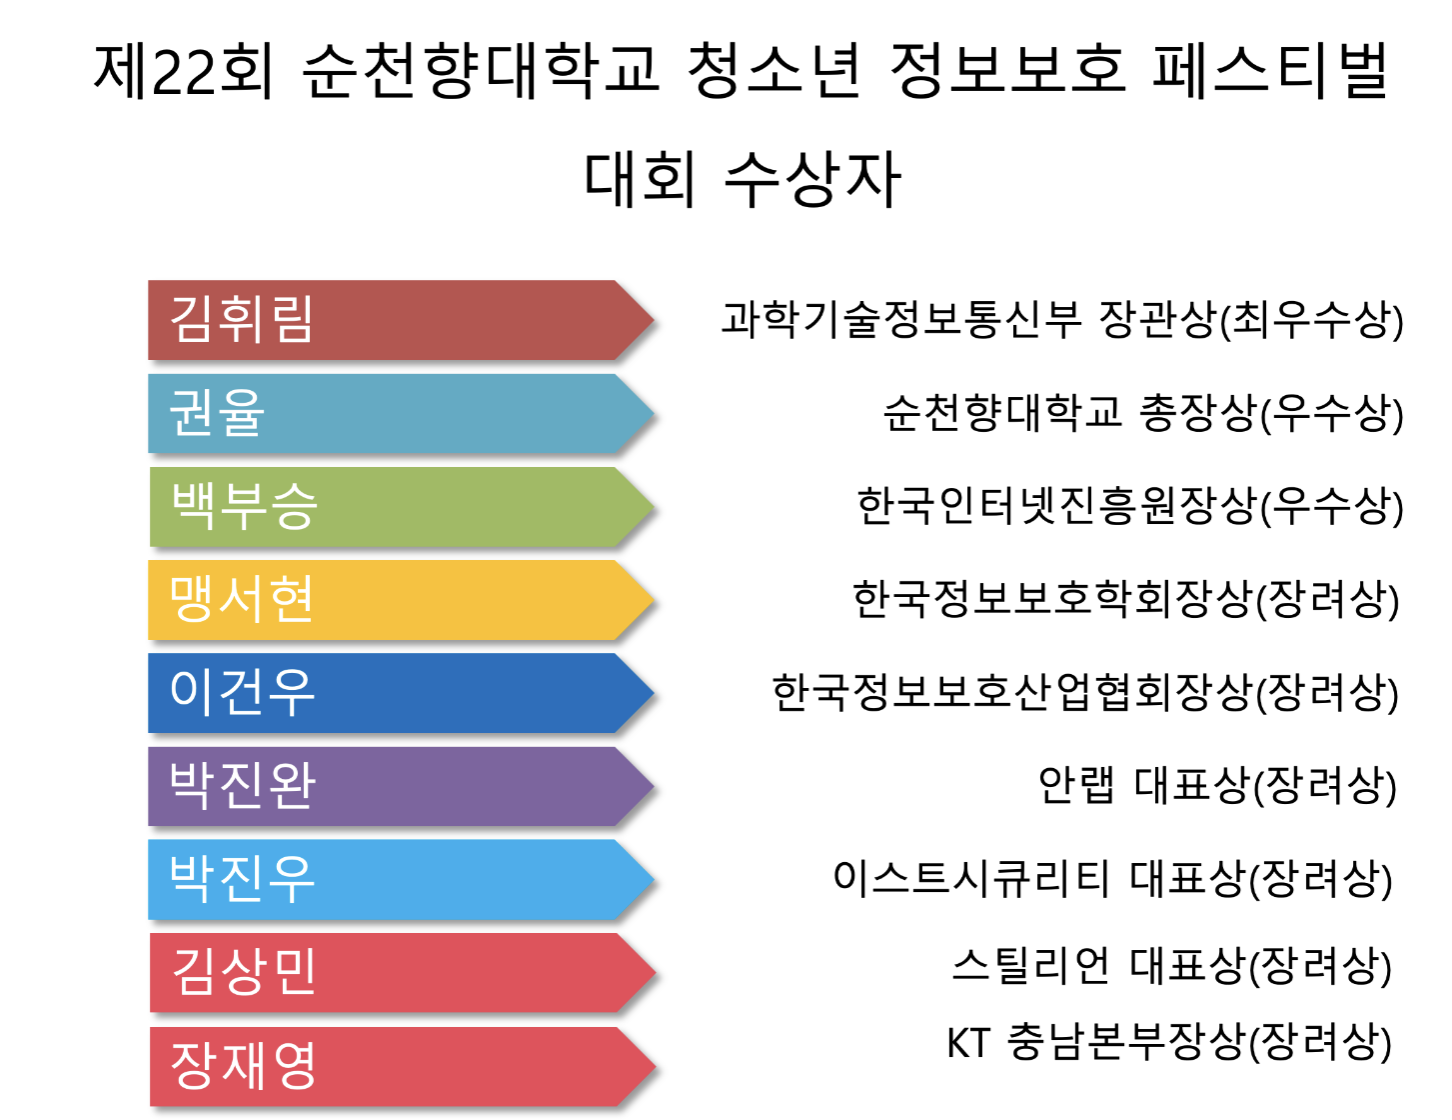 제22회 순천향대학교 청소년 정보보호 페스티벌
대회 수상자
김휘림 과학기술정보통신부 장관상(최우수상)
권율 순천향대학교 총장상(우수상)
백부승 한국인터넷진흥원장상(우수상)
맹서현 한국정보보호학회장상(장려상)
이건우 한국정보보호산업협회장상(장려상)
박진완 안랩 대표상(장려상)
박진우 이스트시큐리티 대표상(장려상)
김상민 스틸리언 대표상(장려상)
장재영 KT 충남본부장상(장려상)